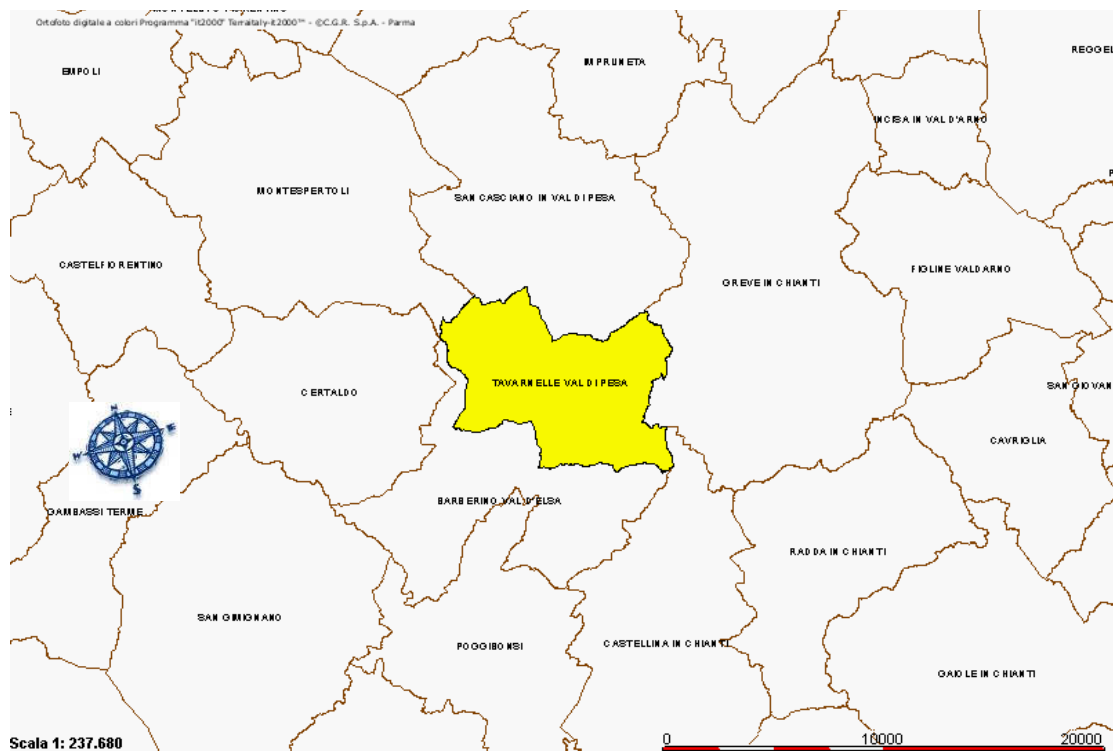 Ortofoto digitale a colori Programma "it2000" Terraitaly-it2000™ - ©C.G.R. S.p.A. - Parma
REGGEL
IMPRUNETA
EMPOLI
INCISA IN VAL D'ARNO
MONTESPERTOLI
SAN CASCIANO IN VAL DI PESA
CASTELFIORENTINO
FIGLINE VALDARNO
GREVE IN CHIANTI
TAVARNELLE VAL DI PESA
SAN GIOVAN
CERTALDO
N
E
W
S
CAVRIGLIA
BARBERINO VAL D'ELSA
GAMBASSI TERME
RADDA IN CHIANTI
SAN GIMIGNANO
POGGIBONSI
CASTELLINA IN CHIANTI
GAIOLE IN CHIANTI
Scala 1: 237.680
0 10000 20000